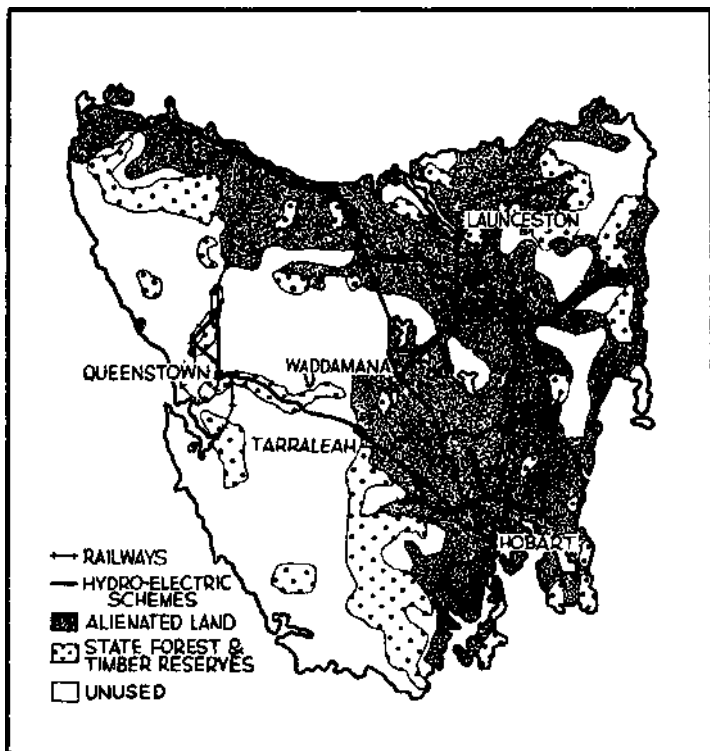 LAUNCESTON
QUEENSTOWN
WADDAMANA
TARRALEAH
HOBART
RAILWAYS
HYDRO-ELECTRIC
SCHEMES
ALIENATED LAND
STATE FOREST &
TIMBER RESERVES
UNUSED